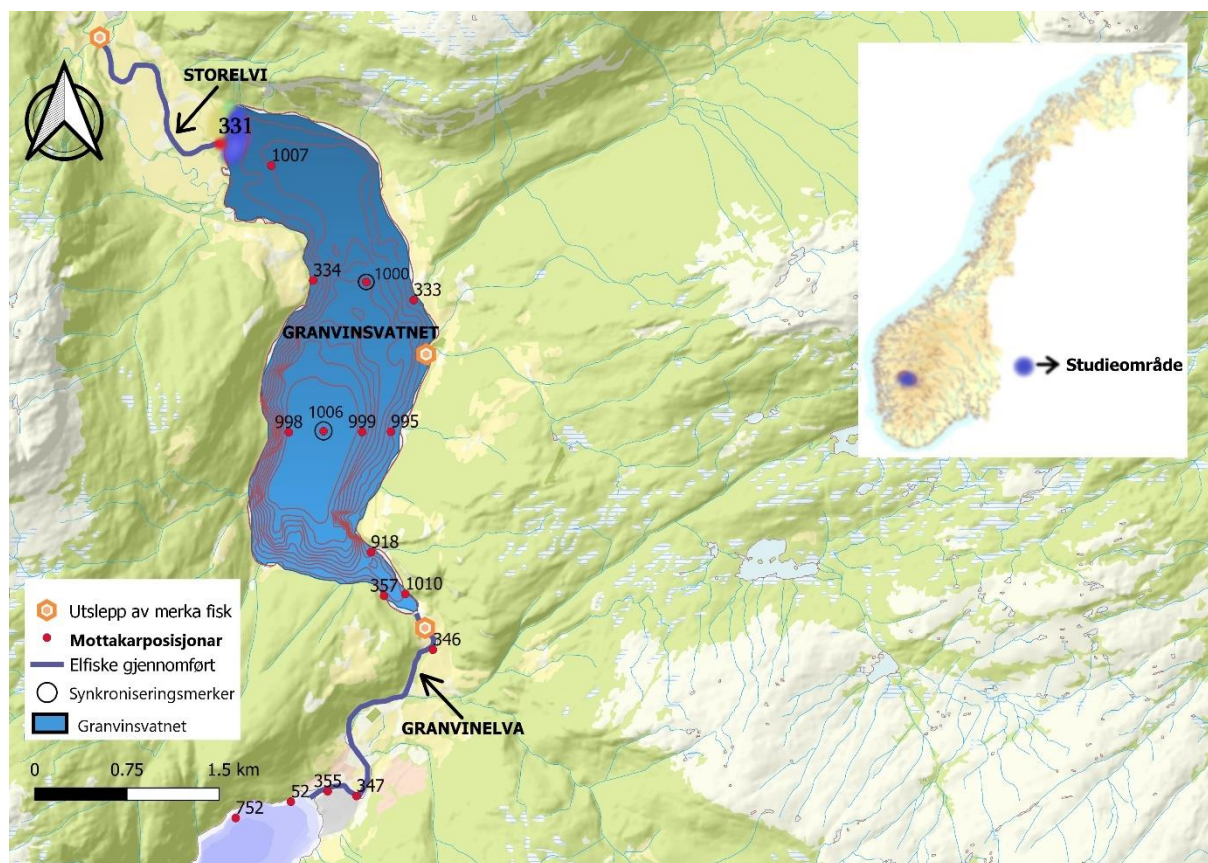 STORELVI
331
1007
334
1000
333
GRANVINSVATNET
1006
998
999
995
918
357
1010
346
GRANVINELVA
52
355
347
752
Studieområde
Utslepp av merka fisk
Mottakarposisjonar
Elfiske gjennomført
Synkroniseringsmerker
Granvinsvatnet
0 0.75 1.5 km